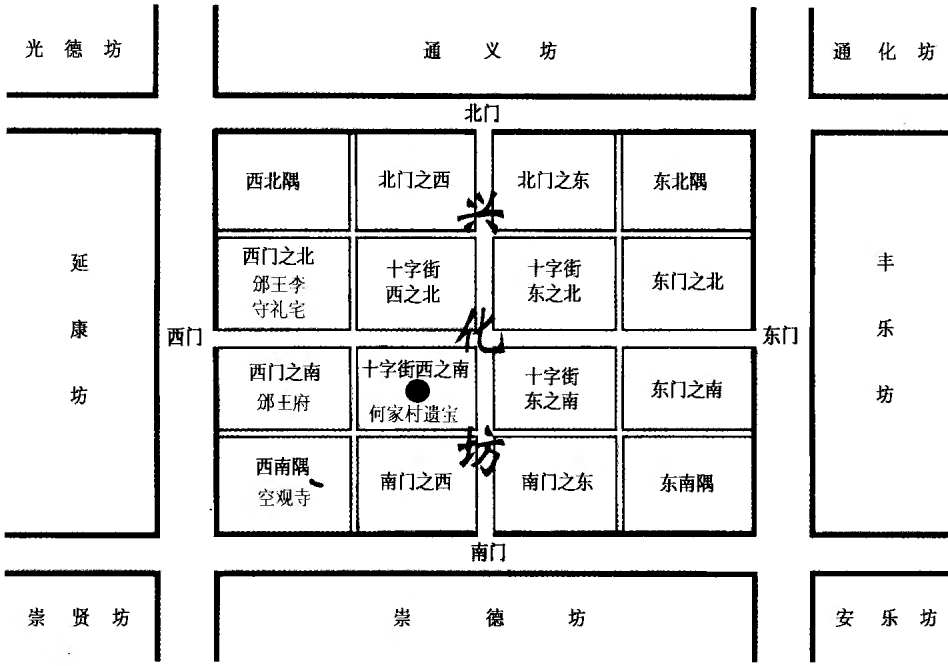 光德坊
通义坊
通化坊
北门
西北隅
北门之西
北门之东
东北隅
兴化坊
西门之北
邠王李
守礼宅
十字街
西之北
十字街
东之北
东门之北
延康坊
丰乐坊
西门
东门
西门之南
邠王府
十字街西之南
何家村遗宝
十字街
东之南
东门之南
西南隅
空观寺
南门之西
南门之东
东南隅
南门
崇贤坊
崇德坊
安乐坊